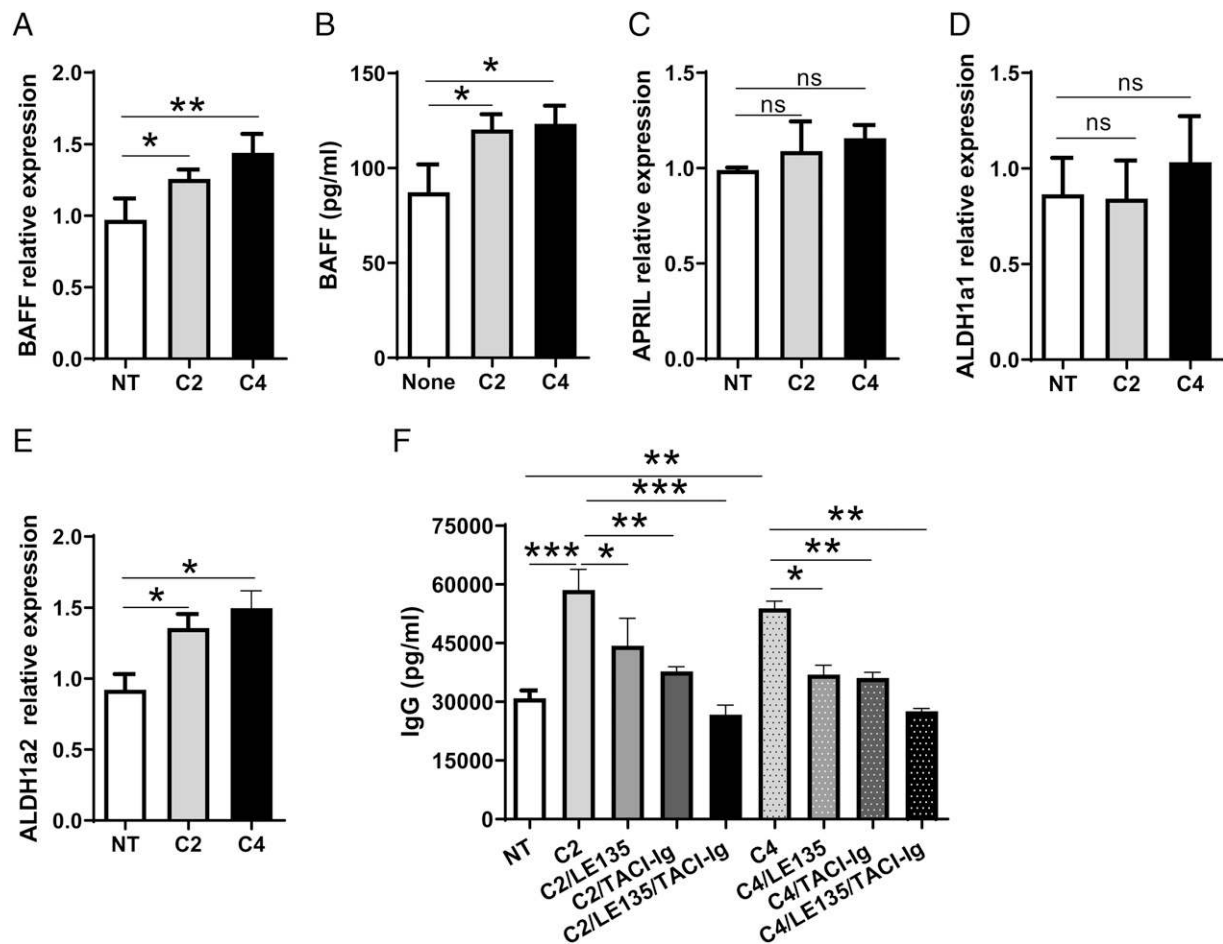 A
BAFF relative expression
2.0
1.5
1.0
0.5
0.0
**
*
NT C2 C4
B
BAFF (pg/ml)
150
100
50
0
*
*
None C2 C4
C
APRIL relative expression
1.5
1.0
0.5
0.0
ns
ns
NT C2 C4
D
ALDH1a1 relative expression
1.5
1.0
0.5
0.0
ns
ns
NT C2 C4
E
ALDH1a2 relative expression
2.0
1.5
1.0
0.5
0.0
*
*
NT C2 C4
F
IgG (pg/ml)
75000
60000
45000
30000
15000
0
**
***
**
**
**
***
*
*
NT
C2
C2/LE135
C2/TACI-Ig
C2/LE135/TACI-Ig
C4
C4/LE135
C4/TACI-Ig
C4/LE135/TACI-Ig